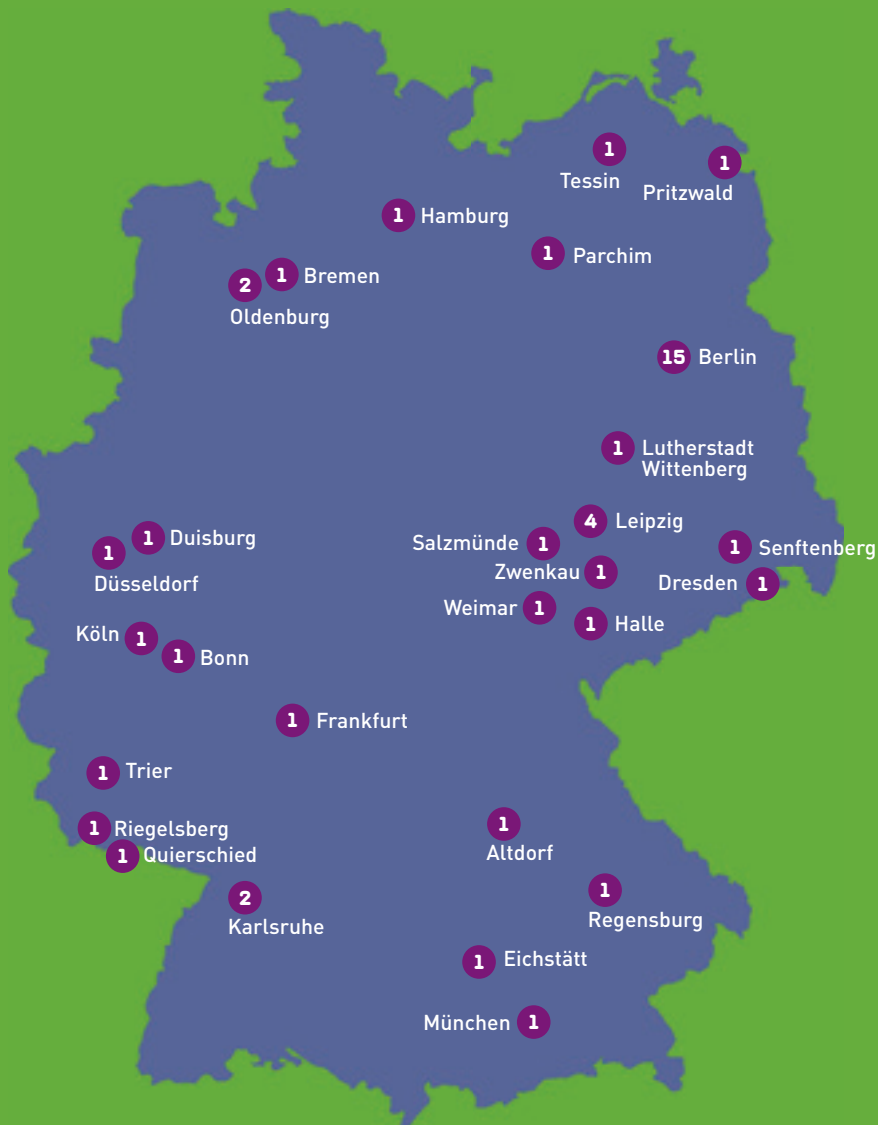 1
Tessin
1
Pritzwald
1 Hamburg
1 Parchim
1 Bremen
2
Oldenburg
15 Berlin
1 Lutherstadt
Wittenberg
4 Leipzig
1 Duisburg
1
Düsseldorf
Salzmünde 1
1 Senftenberg
Zwenkau 1
Dresden 1
Weimar 1
1 Halle
Köln 1
1 Bonn
1 Frankfurt
1 Trier
1 Riegelsberg
1 Quierschied
1
Altdorf
2
Karlsruhe
1
Regensburg
1 Eichstätt
München 1